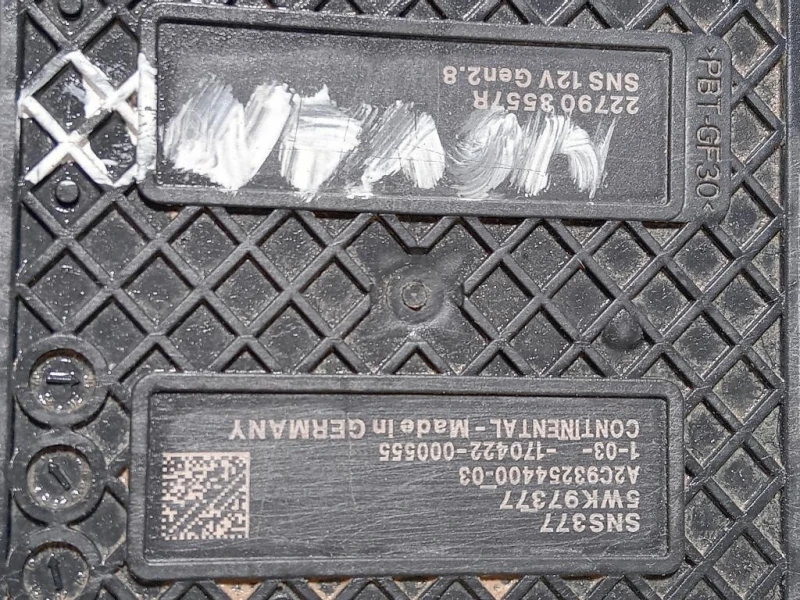 SNS377
5WK97377
A2C93254400-03
1-03- -170422-000555
CONTINENTAL - Made In GERMANY
22790 8557R
SNS 12V Gen2.8
>PBT-GF30<